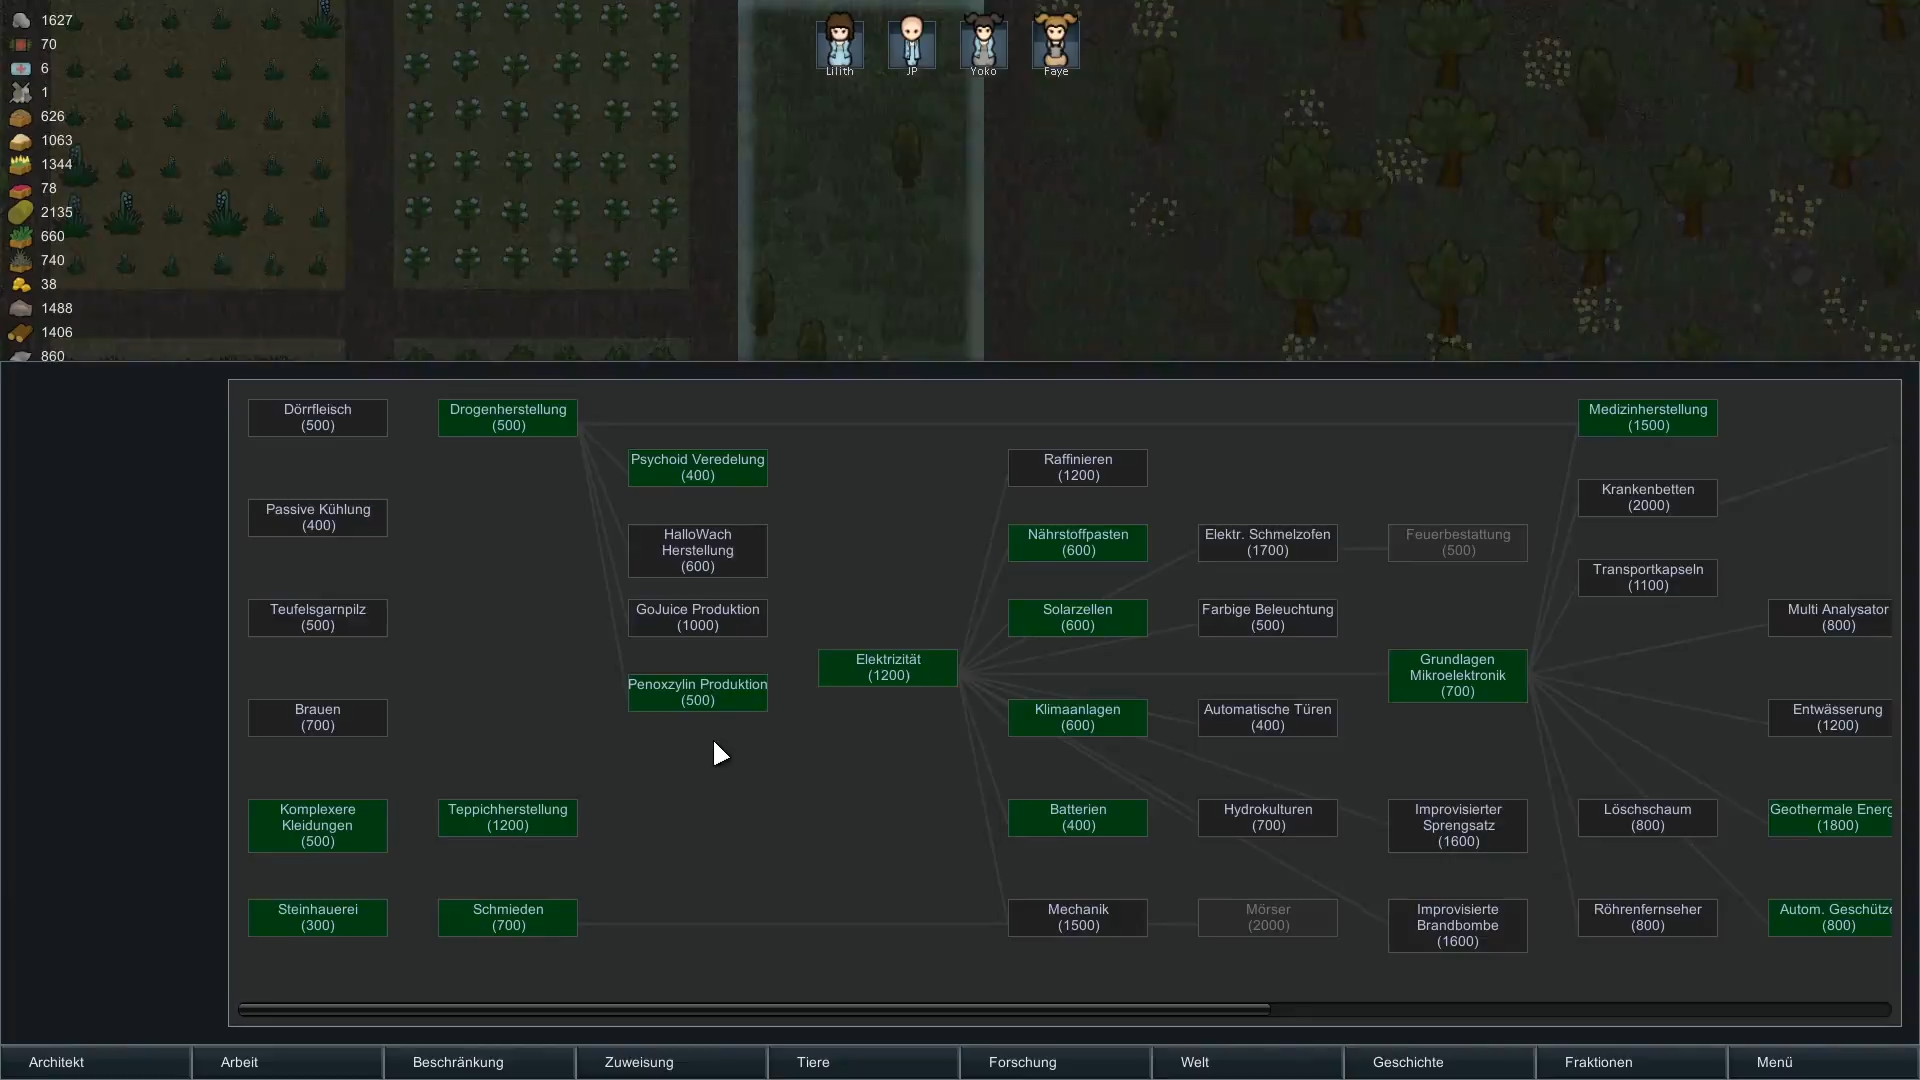 1627
70
6
1
626
1063
1344
78
2135
660
740
38
1488
1406
860
Lilith
JP
Yoko
Faye
Dörrfleisch
(500)
Drogenherstellung
(500)
Medizinherstellung
(1500)
Psychoid Veredelung
(400)
Raffinieren
(1200)
Krankenbetten
(2000)
Passive Kühlung
(400)
HalloWach
Herstellung
(600)
Nährstoffpasten
(600)
Elektr. Schmelzofen
(1700)
Feuerbestattung
(500)
Transportkapseln
(1100)
Teufelsgarnpilz
(500)
GoJuice Produktion
(1000)
Solarzellen
(600)
Farbige Beleuchtung
(500)
Multi Analysator
(800)
Elektrizität
(1200)
Grundlagen
Mikroelektronik
(700)
Penoxzylin Produktion
(500)
Brauen
(700)
Klimaanlagen
(600)
Automatische Türen
(400)
Entwässerung
(1200)
Komplexere
Kleidungen
(500)
Teppichherstellung
(1200)
Batterien
(400)
Hydrokulturen
(700)
Improvisierter
Sprengsatz
(1600)
Löschschaum
(800)
Geothermale Energ
(1800)
Steinhauerei
(300)
Schmieden
(700)
Mechanik
(1500)
Mörser
(2000)
Improvisierte
Brandbombe
(1600)
Röhrenfernseher
(800)
Autom. Geschütze
(800)
Architekt
Arbeit
Beschränkung
Zuweisung
Tiere
Forschung
Welt
Geschichte
Fraktionen
Menü